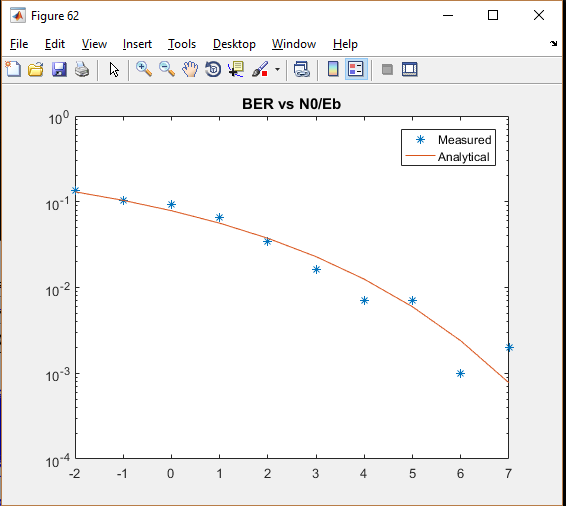 Figure 62
File Edit View Insert Tools Desktop Window Help
BER vs N0/Eb
Measured
Analytical
10^0
10^-1
10^-2
10^-3
10^-4
-2 -1 0 1 2 3 4 5 6 7